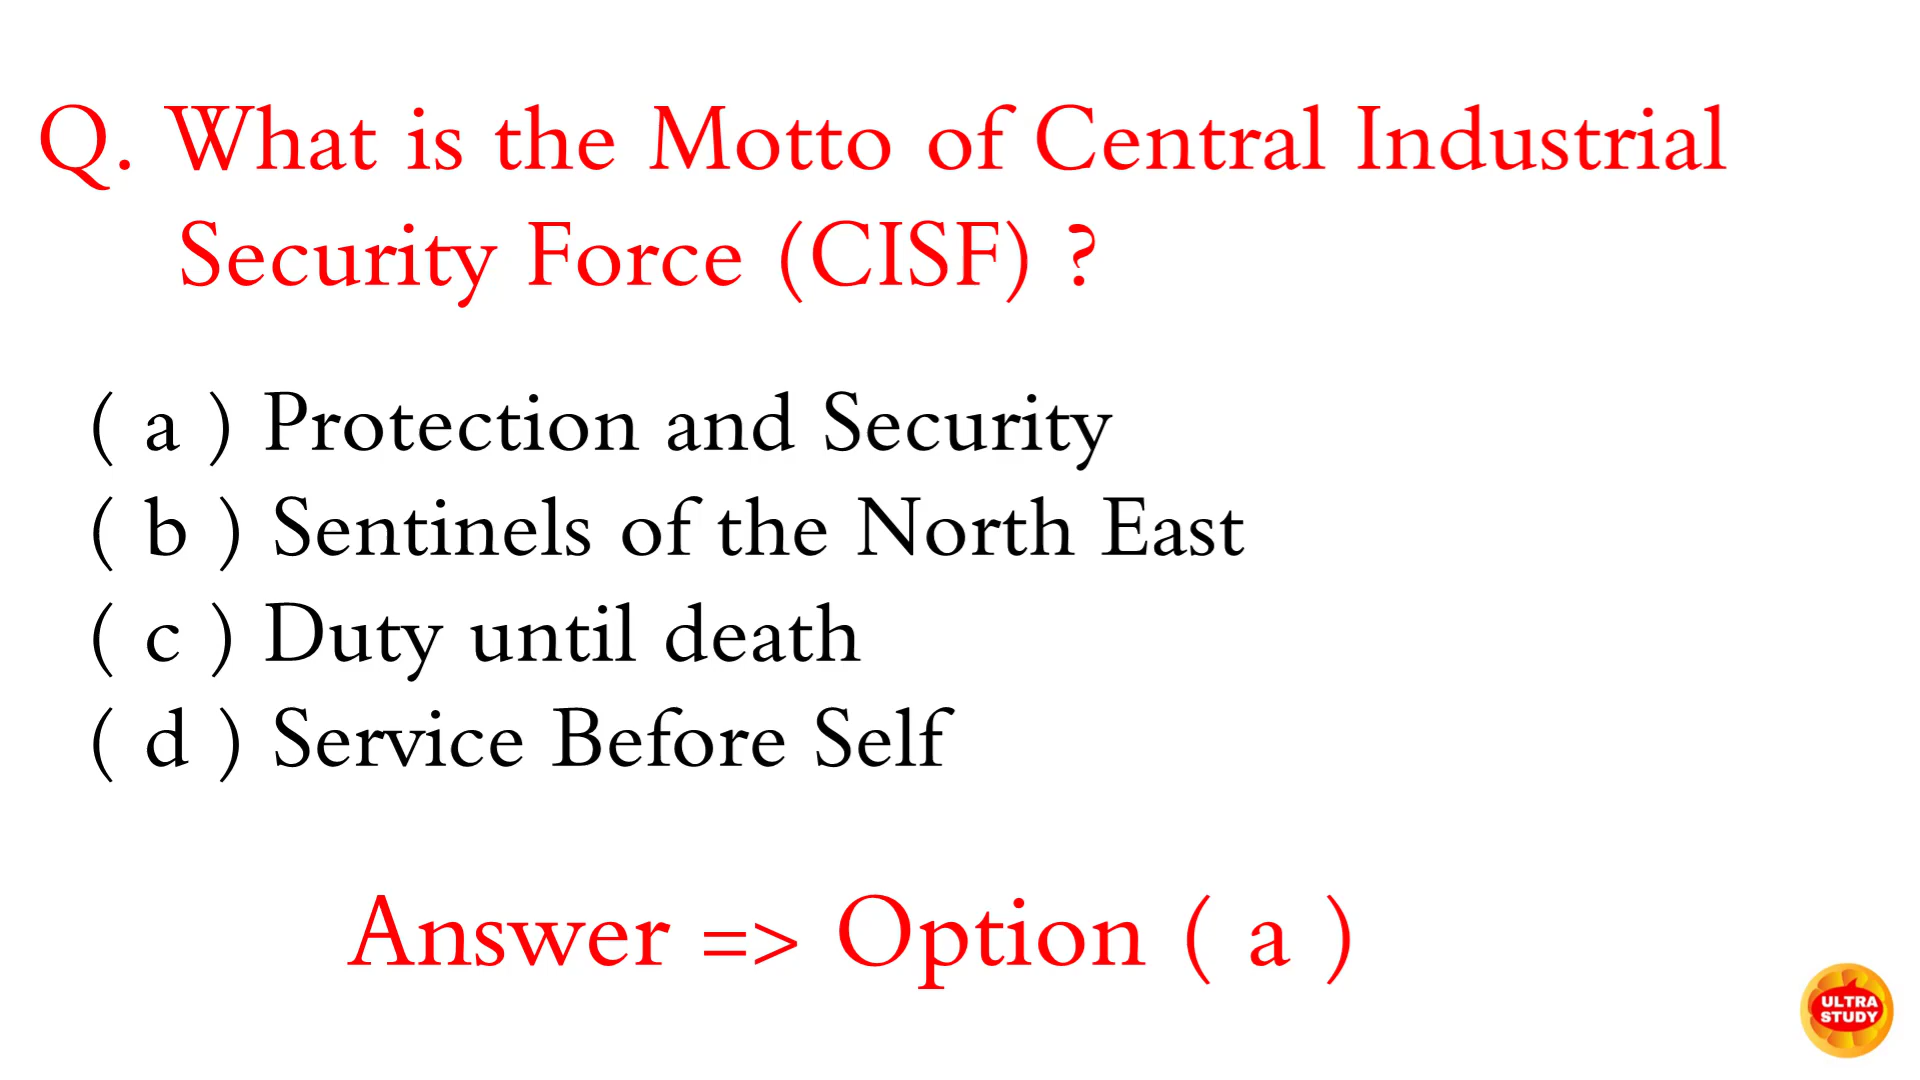 Q. What is the Motto of Central Industrial
Security Force (CISF) ?
( a ) Protection and Security
( b ) Sentinels of the North East
( c ) Duty until death
( d ) Service Before Self
Answer => Option ( a )
ULTRA
STUDY